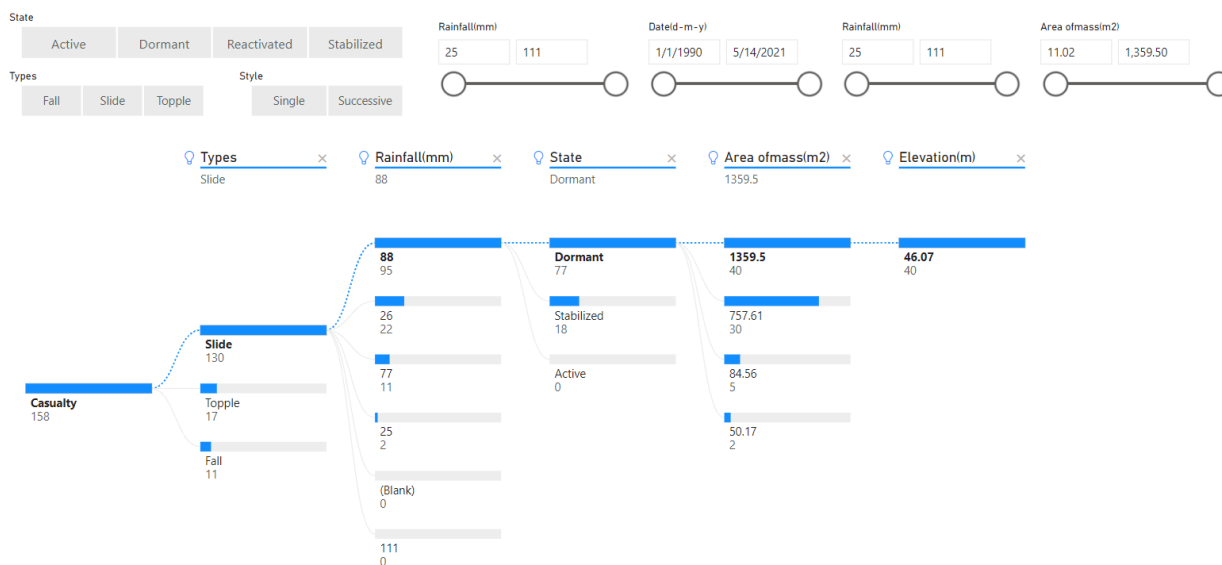 State
Active Dormant Reactivated Stabilized
Types
Fall Slide Topple
Style
Single Successive
Rainfall(mm)
25 111
Date(d-m-y)
1/1/1990 5/14/2021
Rainfall(mm)
25 111
Area ofmass(m2)
11.02 1,359.50
Types
Slide
Rainfall(mm)
88
State
Dormant
Area ofmass(m2)
1359.5
Elevation(m)
Casualty
158
Slide
130
Topple
17
Fall
11
88
95
26
22
77
11
25
2
(Blank)
0
111
0
Dormant
77
Stabilized
18
Active
0
1359.5
40
757.61
30
84.56
5
50.17
2
46.07
40